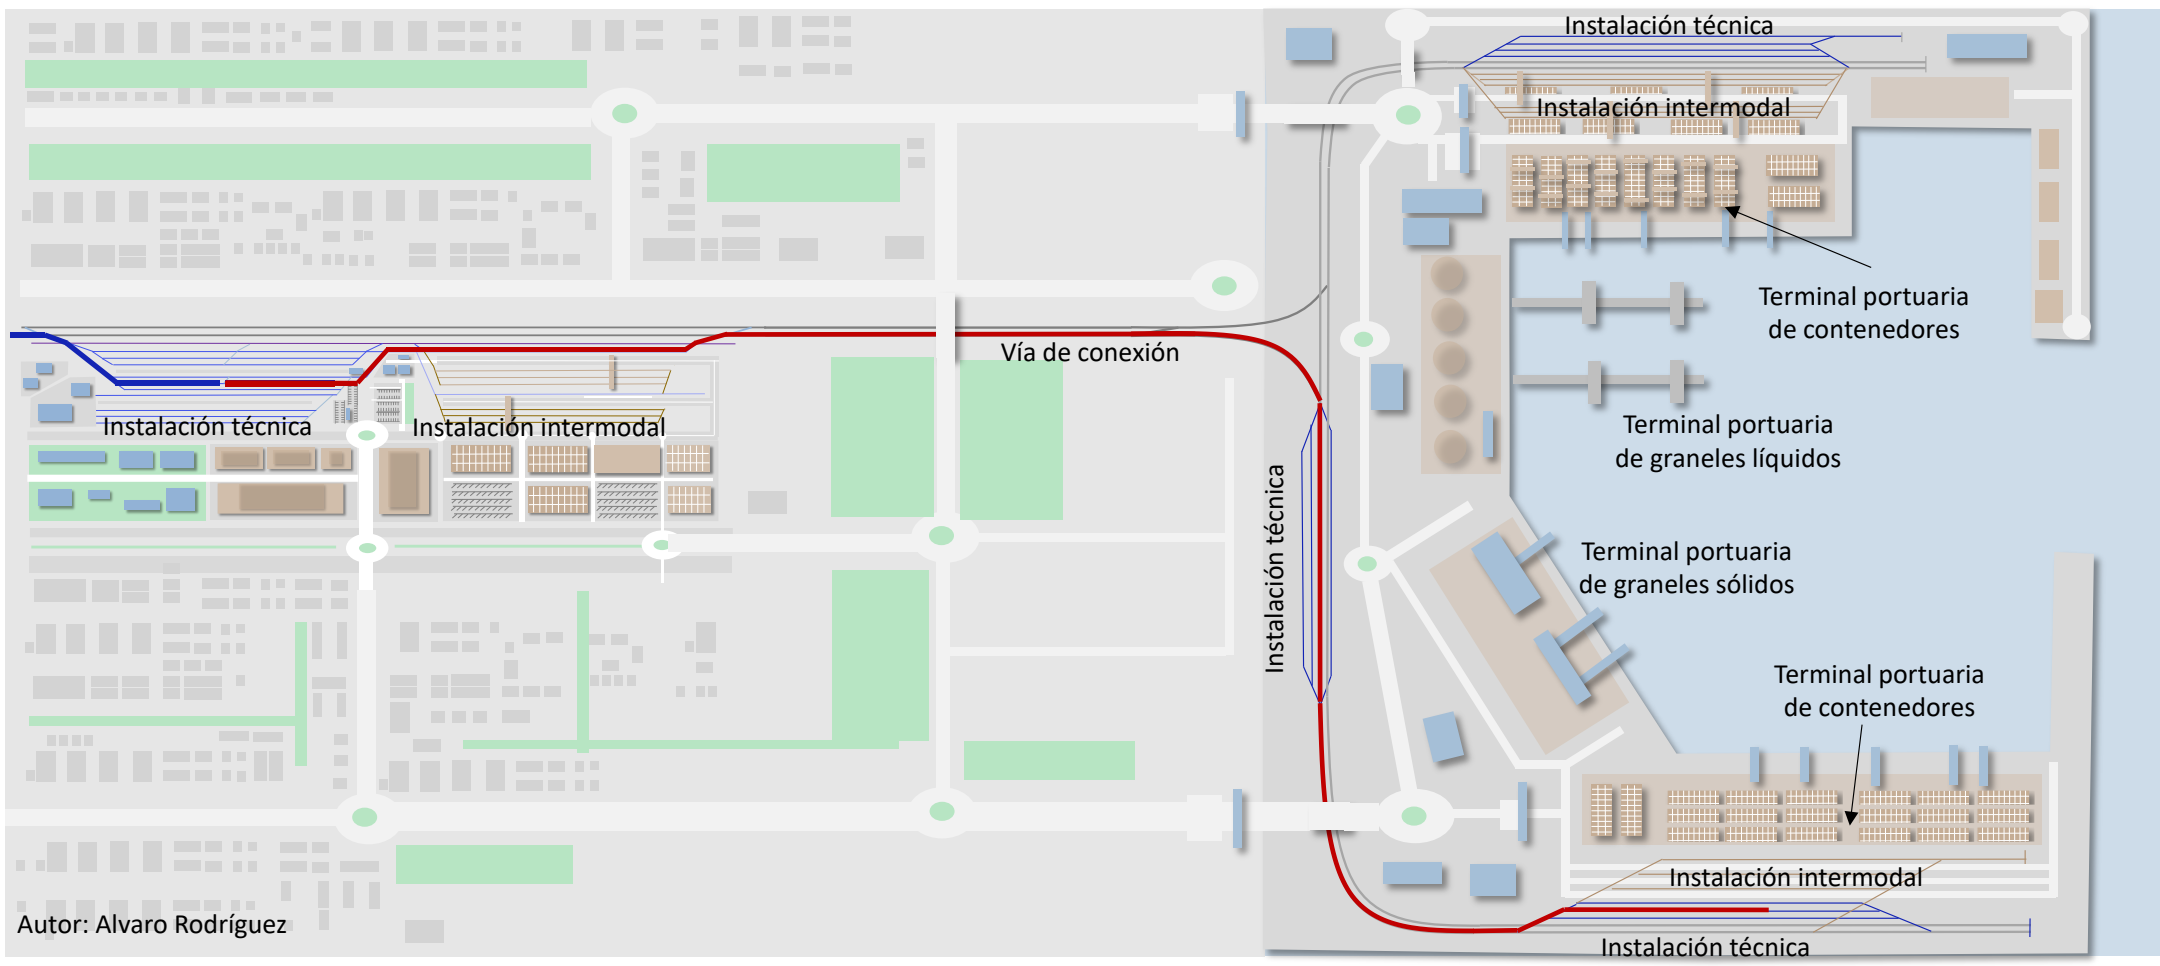 Instalación técnica
Instalación intermodal
Terminal portuaria
de contenedores
Vía de conexión
Instalación técnica
Instalación intermodal
Terminal portuaria
de graneles líquidos
Instalación técnica
Terminal portuaria
de graneles sólidos
Terminal portuaria
de contenedores
Instalación intermodal
Autor: Alvaro Rodríguez
Instalación técnica